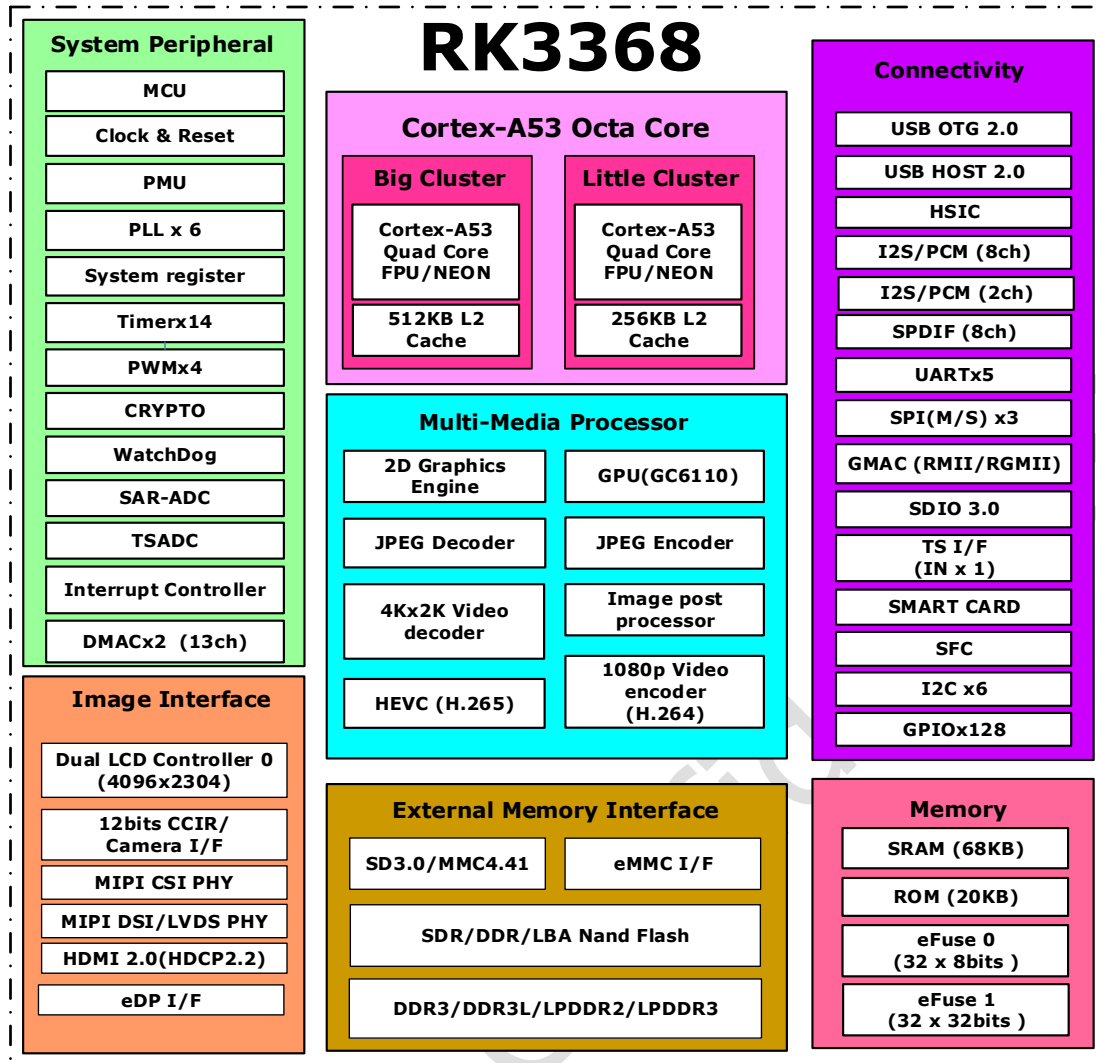 RK3368
System Peripheral
MCU
Clock & Reset
PMU
PLL x 6
System register
Timerx14
PWMx4
CRYPTO
WatchDog
SAR-ADC
TSADC
Interrupt Controller
DMACx2 (13ch)
Image Interface
Dual LCD Controller 0
(4096x2304)
12bits CCIR/
Camera I/F
MIPI CSI PHY
MIPI DSI/LVDS PHY
HDMI 2.0(HDCP2.2)
eDP I/F
Cortex-A53 Octa Core
Big Cluster
Cortex-A53
Quad Core
FPU/NEON
512KB L2
Cache
Little Cluster
Cortex-A53
Quad Core
FPU/NEON
256KB L2
Cache
Multi-Media Processor
2D Graphics
Engine
GPU(GC6110)
JPEG Decoder
JPEG Encoder
4Kx2K Video
decoder
Image post
processor
HEVC (H.265)
1080p Video
encoder
(H.264)
External Memory Interface
SD3.0/MMC4.41
eMMC I/F
SDR/DDR/LBA Nand Flash
DDR3/DDR3L/LPDDR2/LPDDR3
Connectivity
USB OTG 2.0
USB HOST 2.0
HSIC
I2S/PCM (8ch)
I2S/PCM (2ch)
SPDIF (8ch)
UARTx5
SPI(M/S) x3
GMAC (RMII/RGMII)
SDIO 3.0
TS I/F
(IN x 1)
SMART CARD
SFC
I2C x6
GPIOx128
Memory
SRAM (68KB)
ROM (20KB)
eFuse 0
(32 x 8bits )
eFuse 1
(32 x 32bits )